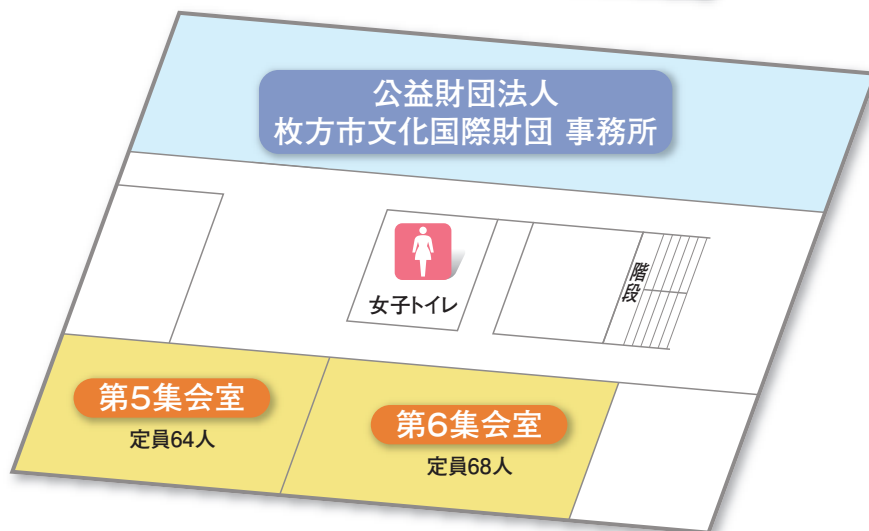 公益財団法人
枚方市文化国際財団 事務所
女子トイレ
階段
第5集会室
定員64人
第6集会室
定員68人